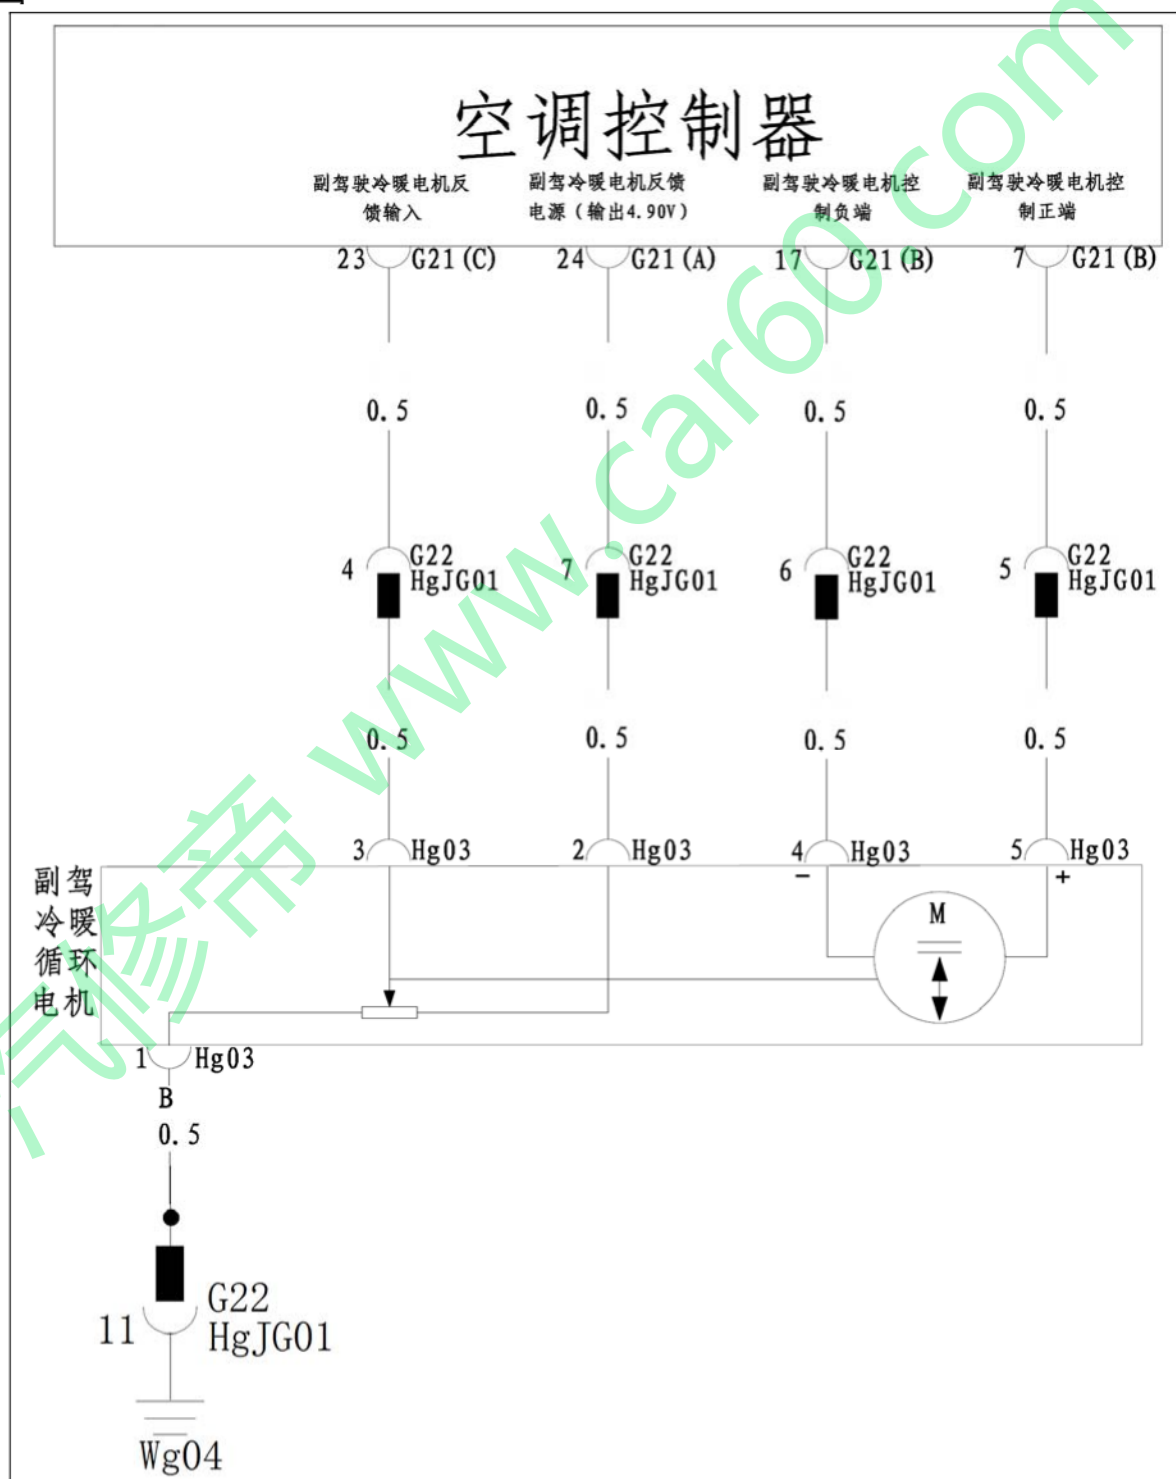 空调控制器
副驾驶冷暖电机反
馈输入
副驾冷暖电机反馈
电源（输出4.90V）
副驾驶冷暖电机控
制负端
副驾驶冷暖电机控
制正端
23 G21(C)
24 G21(A)
17 G21(B)
7 G21(B)
0.5
0.5
0.5
0.5
4 G22
HgJG01
7 G22
HgJG01
6 G22
HgJG01
5 G22
HgJG01
0.5
0.5
0.5
0.5
3 Hg03
2 Hg03
4 Hg03
−
5 Hg03
+
副驾
冷暖
循环
电机
M
1 Hg03
B
0.5
11 G22
HgJG01
Wg04
汽修帝 www.car60.com